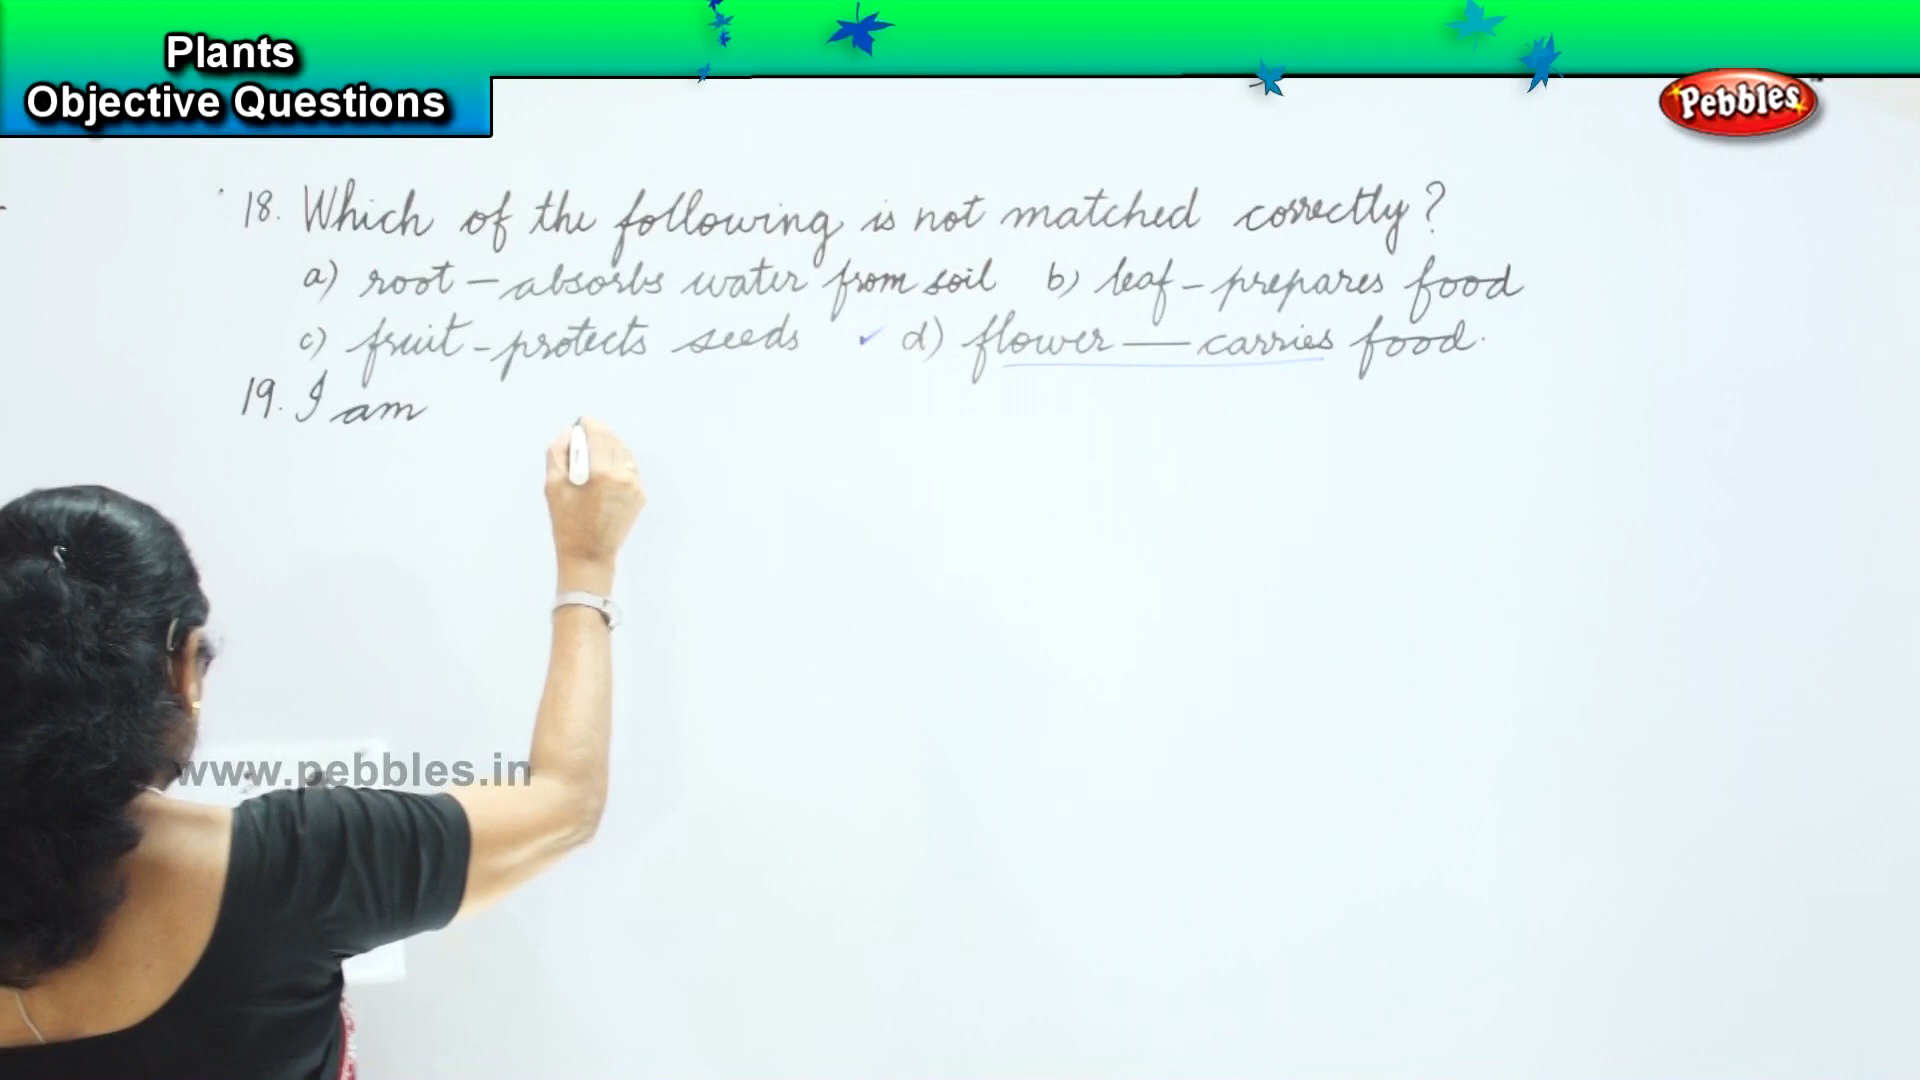 Plants
Objective Questions
Pebbles
18. Which of the following is not matched correctly?
a) root — absorbs water from soil b) leaf - prepares food
c) fruit - protects seeds ✓ d) flower — carries food.
19. I am
www.pebbles.in